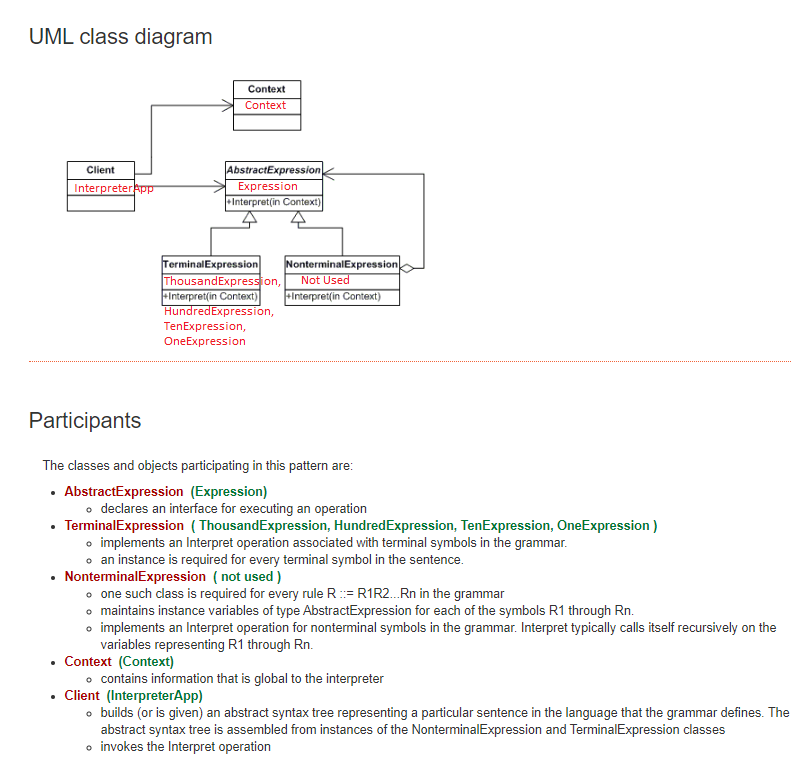 UML class diagram
Context
Context
Client
InterpreterApp
AbstractExpression
Expression
+Interpret(in Context)
TerminalExpression
ThousandExpression,
+Interpret(in Context)
HundredExpression,
TenExpression,
OneExpression
NonterminalExpression
Not Used
+Interpret(in Context)
Participants
The classes and objects participating in this pattern are:
AbstractExpression (Expression)
declares an interface for executing an operation
TerminalExpression ( ThousandExpression, HundredExpression, TenExpression, OneExpression )
implements an Interpret operation associated with terminal symbols in the grammar.
an instance is required for every terminal symbol in the sentence.
NonterminalExpression ( not used )
one such class is required for every rule R ::= R1R2...Rn in the grammar
maintains instance variables of type AbstractExpression for each of the symbols R1 through Rn.
implements an Interpret operation for nonterminal symbols in the grammar. Interpret typically calls itself recursively on the
variables representing R1 through Rn.
Context (Context)
contains information that is global to the interpreter
Client (InterpreterApp)
builds (or is given) an abstract syntax tree representing a particular sentence in the language that the grammar defines. The
abstract syntax tree is assembled from instances of the NonterminalExpression and TerminalExpression classes
invokes the Interpret operation